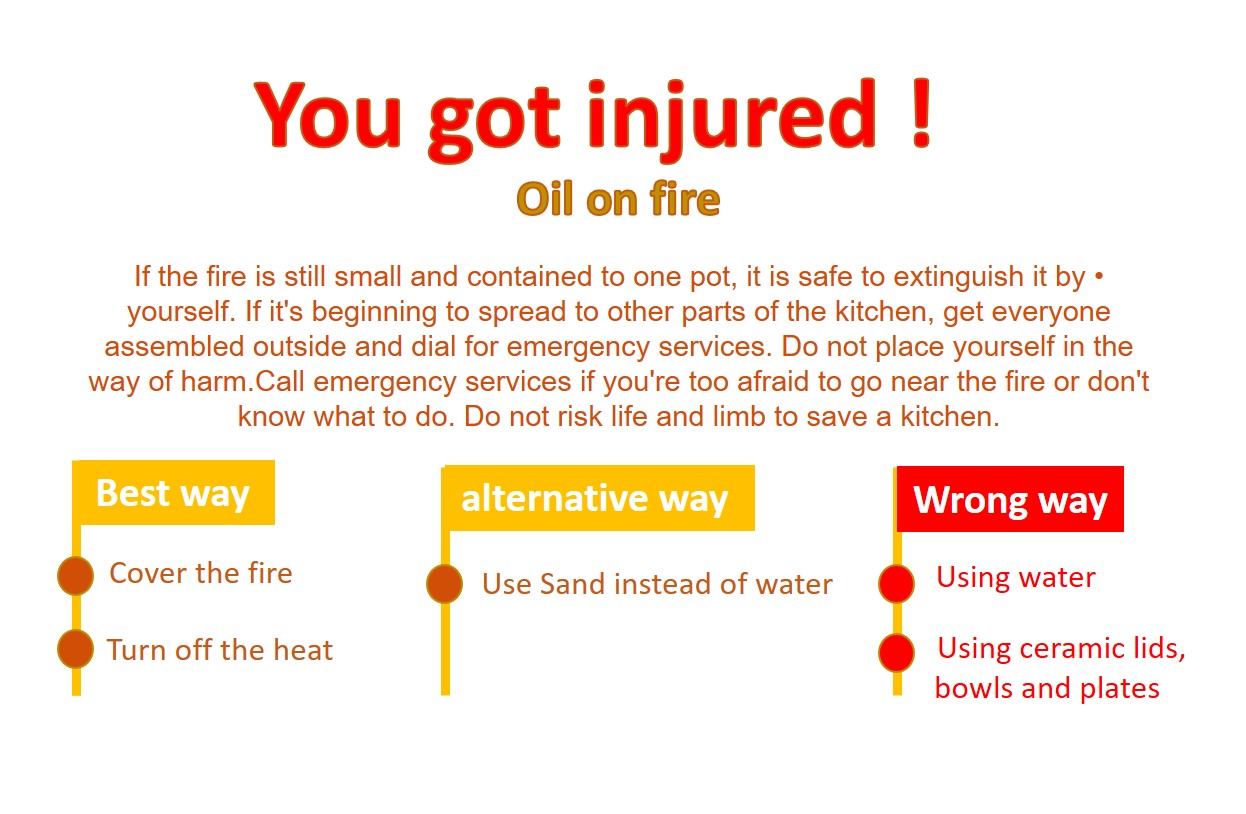 You got injured !
Oil on fire
If the fire is still small and contained to one pot, it is safe to extinguish it by •
yourself. If it's beginning to spread to other parts of the kitchen, get everyone
assembled outside and dial for emergency services. Do not place yourself in the
way of harm.Call emergency services if you're too afraid to go near the fire or don't
know what to do. Do not risk life and limb to save a kitchen.
Best way
Cover the fire
Turn off the heat
alternative way
Use Sand instead of water
Wrong way
Using water
Using ceramic lids,
bowls and plates